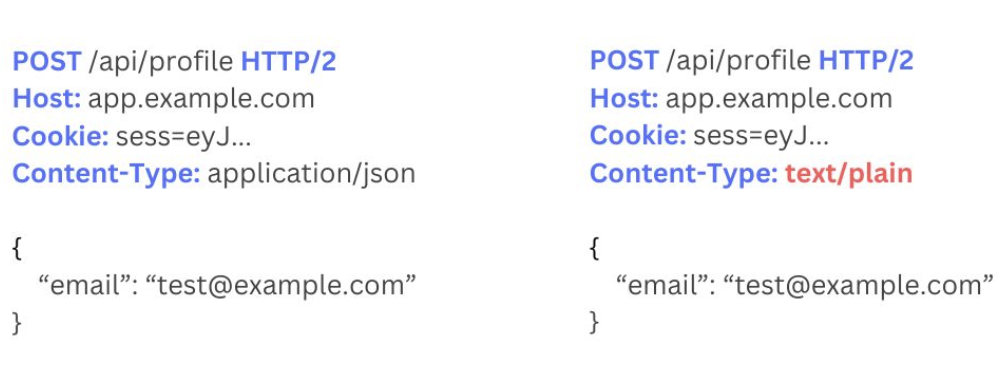 POST /api/profile HTTP/2
Host: app.example.com
Cookie: sess=eyJ...
Content-Type: application/json
{
“email”: “test@example.com”
}
POST /api/profile HTTP/2
Host: app.example.com
Cookie: sess=eyJ...
Content-Type: text/plain
{
“email”: “test@example.com”
}